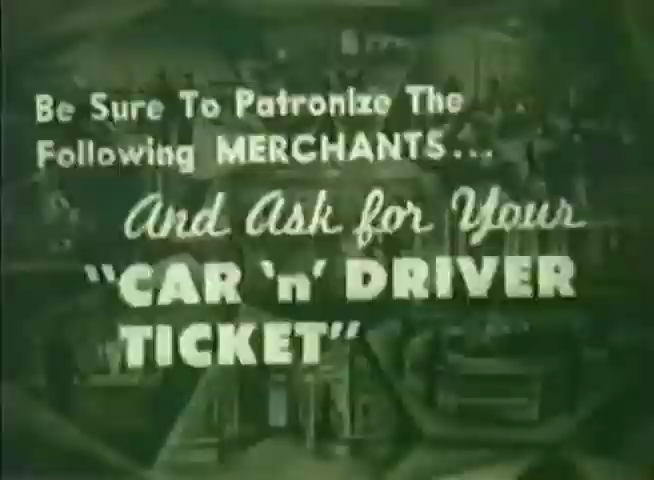 Be Sure To Patronize The
Following MERCHANTS...
And Ask for Your
"CAR 'n' DRIVER
TICKET"